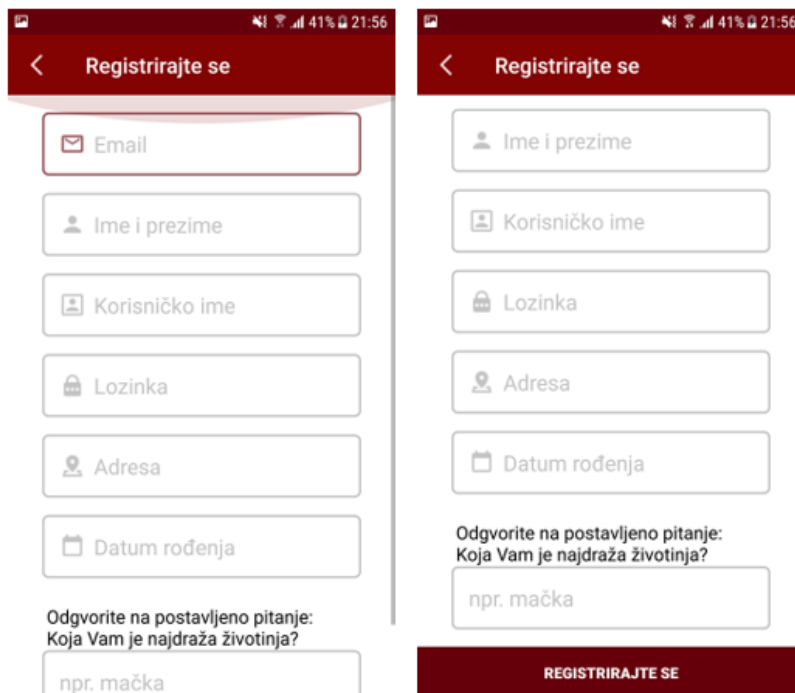 41% 21:56
Registrirajte se
Email
Ime i prezime
Korisničko ime
Lozinka
Adresa
Datum rođenja
Odgvorite na postavljeno pitanje:
Koja Vam je najdraža životinja?
npr. mačka
41% 21:56
Registrirajte se
Ime i prezime
Korisničko ime
Lozinka
Adresa
Datum rođenja
Odgvorite na postavljeno pitanje:
Koja Vam je najdraža životinja?
npr. mačka
REGISTRIRAJTE SE